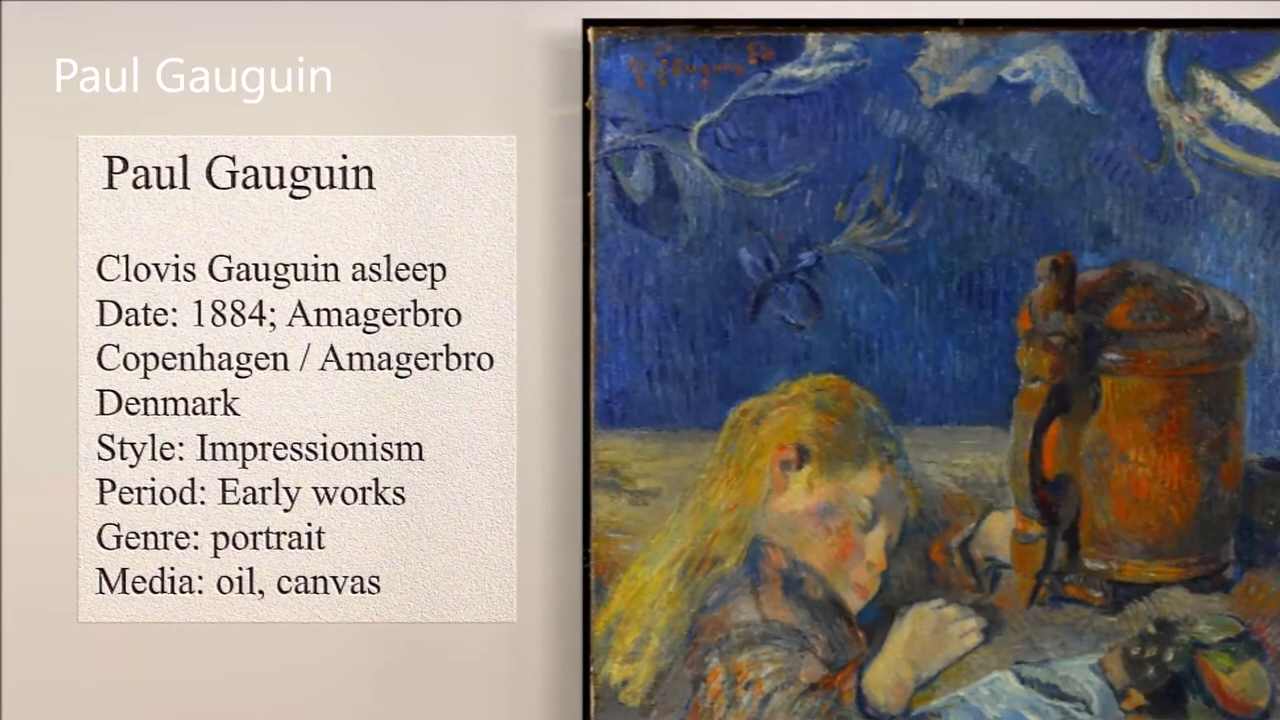 Paul Gauguin
Paul Gauguin
Clovis Gauguin asleep
Date: 1884; Amagerbro
Copenhagen / Amagerbro
Denmark
Style: Impressionism
Period: Early works
Genre: portrait
Media: oil, canvas